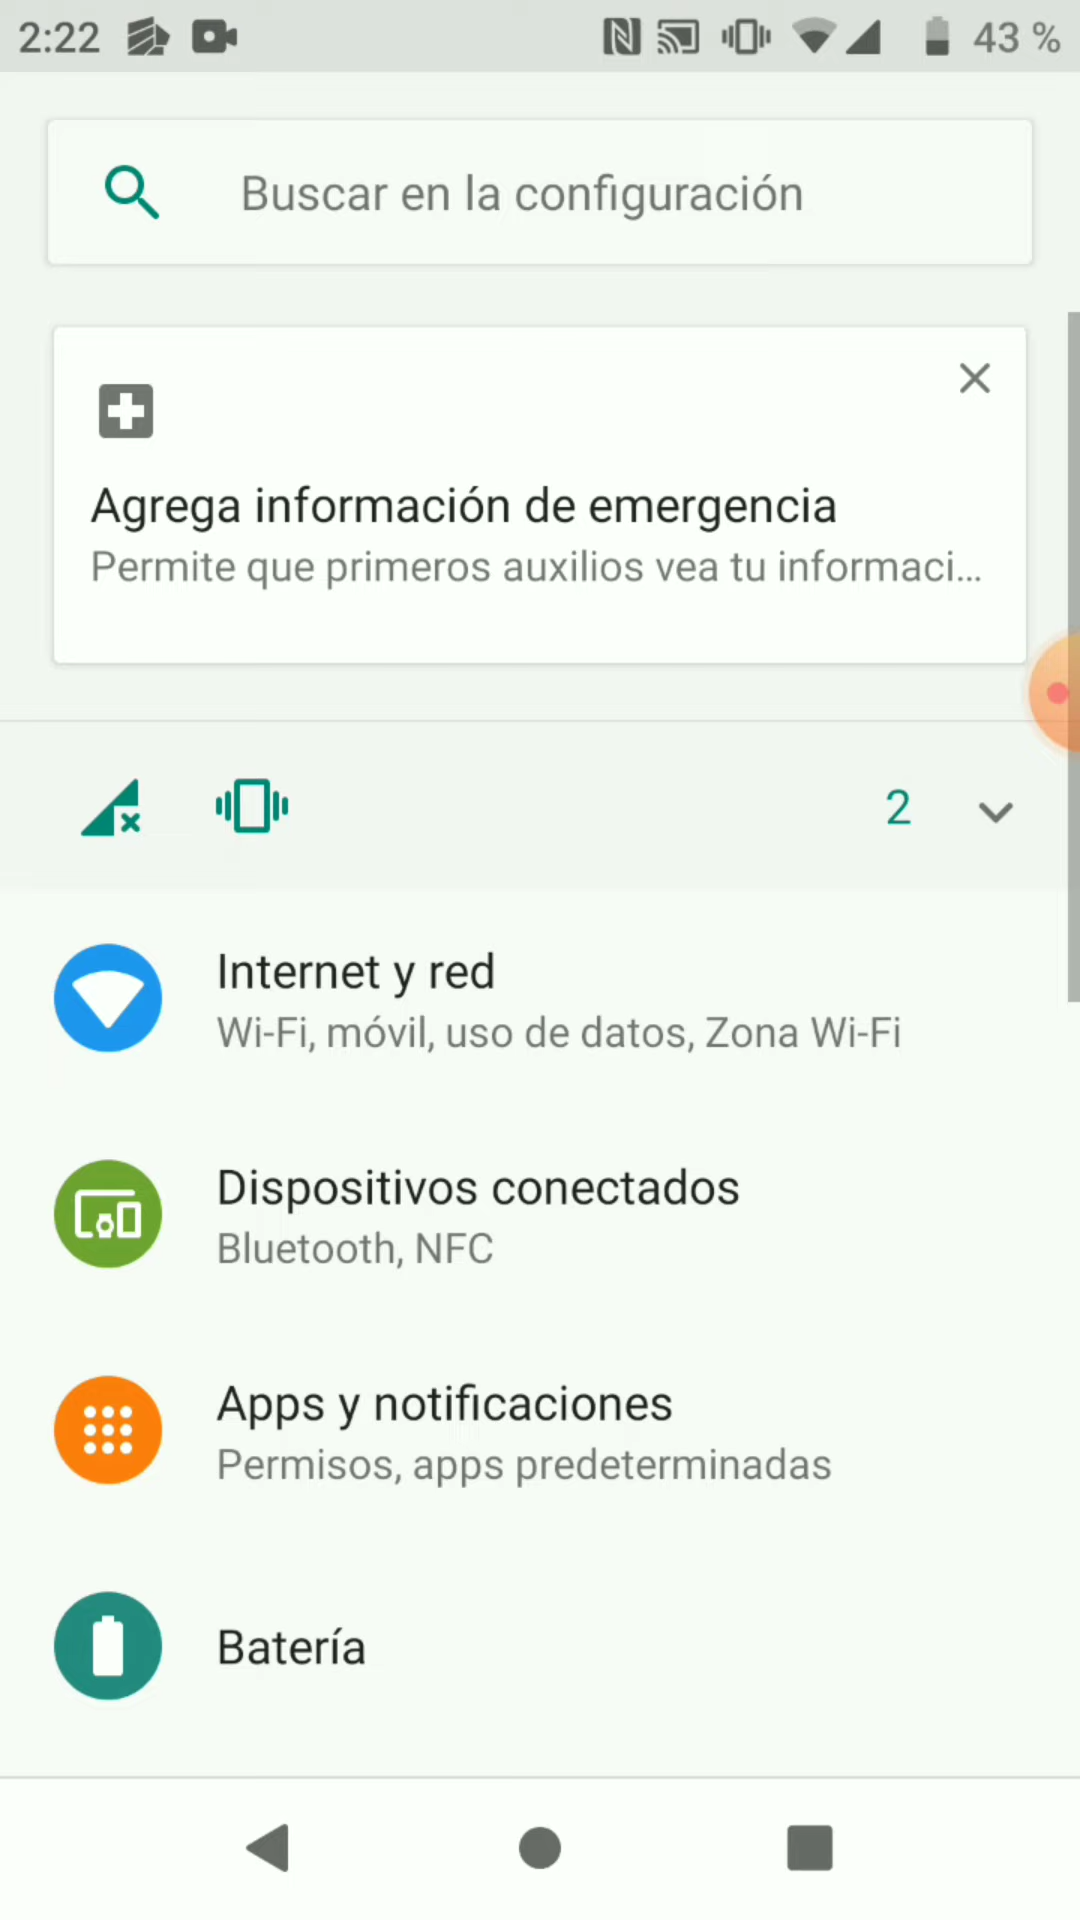 2:22 43 %
Buscar en la configuración
Agrega información de emergencia
Permite que primeros auxilios vea tu informaci...
2
Internet y red
Wi-Fi, móvil, uso de datos, Zona Wi-Fi
Dispositivos conectados
Bluetooth, NFC
Apps y notificaciones
Permisos, apps predeterminadas
Batería